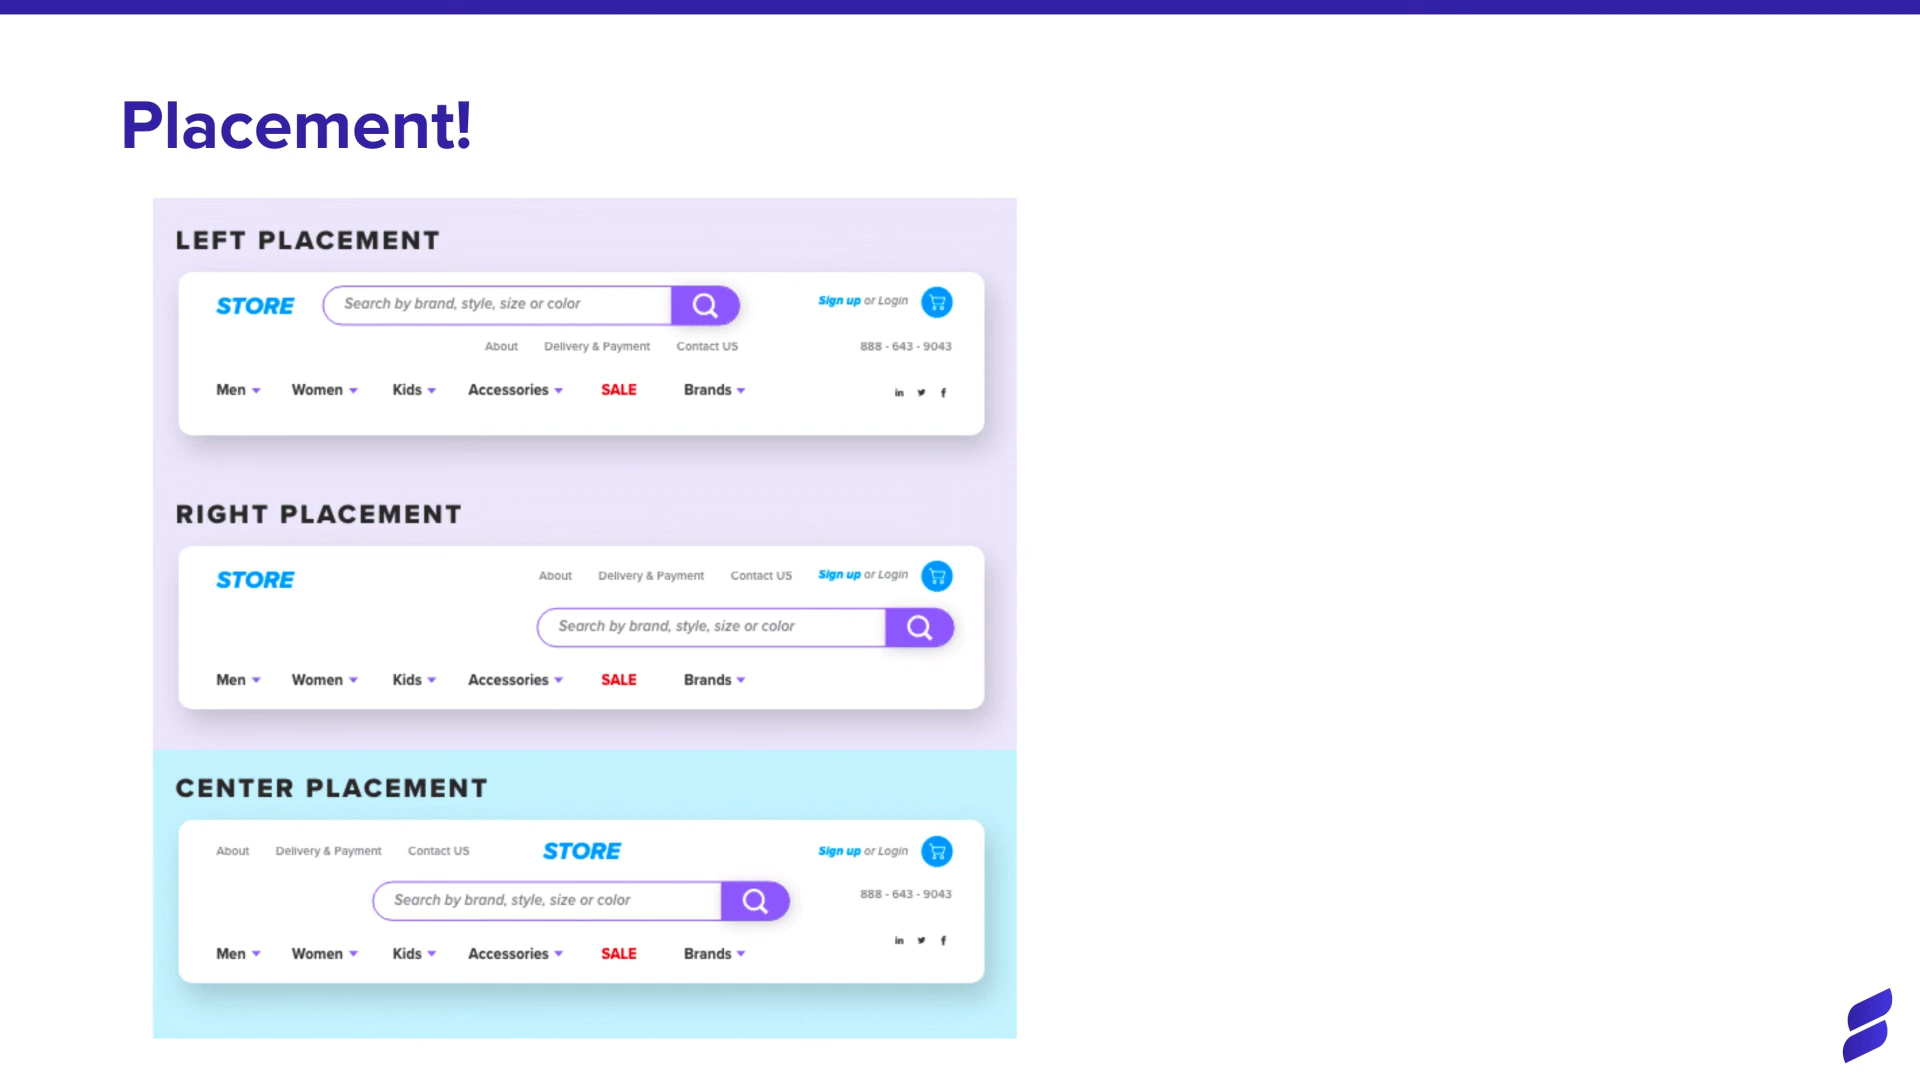 Placement!
LEFT PLACEMENT
STORE
Search by brand, style, size or color
Sign up or Login
About Delivery & Payment Contact US
888 - 643 - 9043
Men Women Kids Accessories SALE Brands
in f
RIGHT PLACEMENT
STORE
About Delivery & Payment Contact US
Sign up or Login
Search by brand, style, size or color
Men Women Kids Accessories SALE Brands
CENTER PLACEMENT
About Delivery & Payment Contact US
STORE
Sign up or Login
Search by brand, style, size or color
888 - 643 - 9043
in f
Men Women Kids Accessories SALE Brands